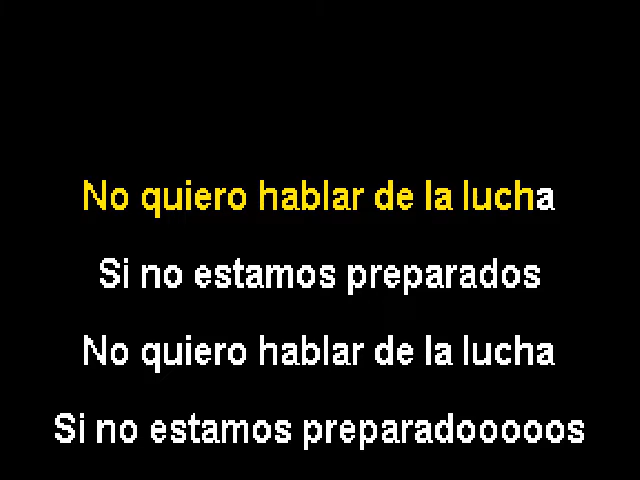 No quiero hablar de la lucha
Si no estamos preparados
No quiero hablar de la lucha
Si no estamos preparadooooos